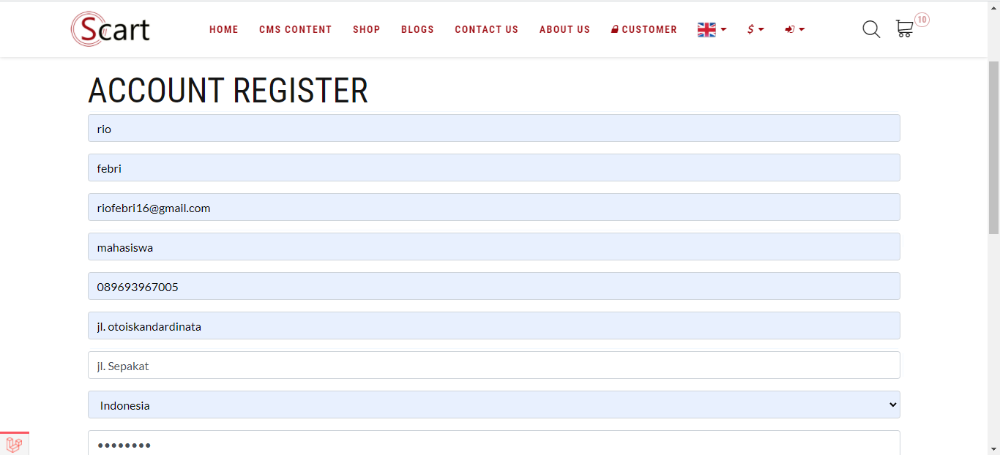 Scart
HOME CMS CONTENT SHOP BLOGS CONTACT US ABOUT US CUSTOMER $ 10
ACCOUNT REGISTER
rio
febri
riofebri16@gmail.com
mahasiswa
089693967005
jl. otoiskandardinata
jl. Sepakat
Indonesia
••••••••